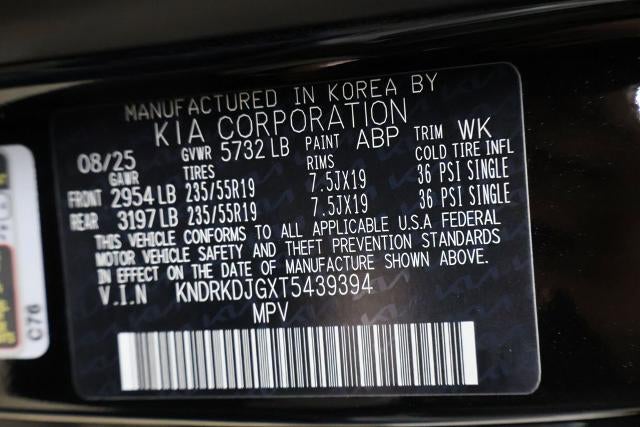 MANUFACTURED IN KOREA BY
KIA CORPORATION
08/25 GVWR 5732 LB PAINT ABP TRIM WK
GAWR TIRES RIMS COLD TIRE INFL
FRONT 2954 LB 235/55R19 7.5JX19 36 PSI SINGLE
REAR 3197 LB 235/55R19 7.5JX19 36 PSI SINGLE
THIS VEHICLE CONFORMS TO ALL APPLICABLE U.S.A FEDERAL
MOTOR VEHICLE SAFETY AND THEFT PREVENTION STANDARDS
IN EFFECT ON THE DATE OF MANUFACTURE SHOWN ABOVE.
V.I.N KNDRKDJGXT5439394
MPV
C76